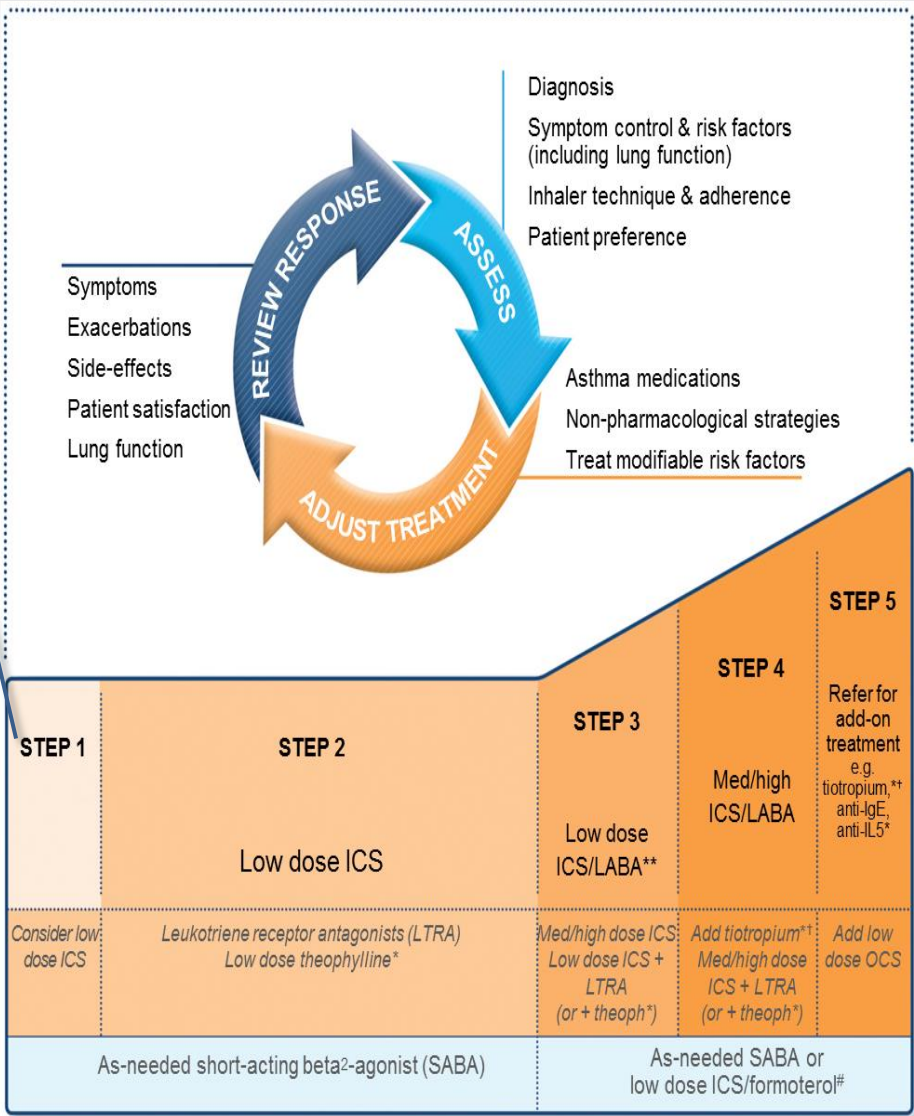 Diagnosis
Symptom control & risk factors
(including lung function)
Inhaler technique & adherence
Patient preference
REVIEW RESPONSE
ASSESS
ADJUST TREATMENT
Symptoms
Exacerbations
Side-effects
Patient satisfaction
Lung function
Asthma medications
Non-pharmacological strategies
Treat modifiable risk factors
STEP 1
STEP 2
Low dose ICS
STEP 3
Low dose
ICS/LABA**
STEP 4
Med/high
ICS/LABA
STEP 5
Refer for
add-on
treatment
e.g.
tiotropium,*†
anti-IgE,
anti-IL5*
Consider low
dose ICS
Leukotriene receptor antagonists (LTRA)
Low dose theophylline*
Med/high dose ICS
Low dose ICS +
LTRA
(or + theoph*)
Add tiotropium*†
Med/high dose
ICS + LTRA
(or + theoph*)
Add low
dose OCS
As-needed short-acting beta2-agonist (SABA)
As-needed SABA or
low dose ICS/formoterol#